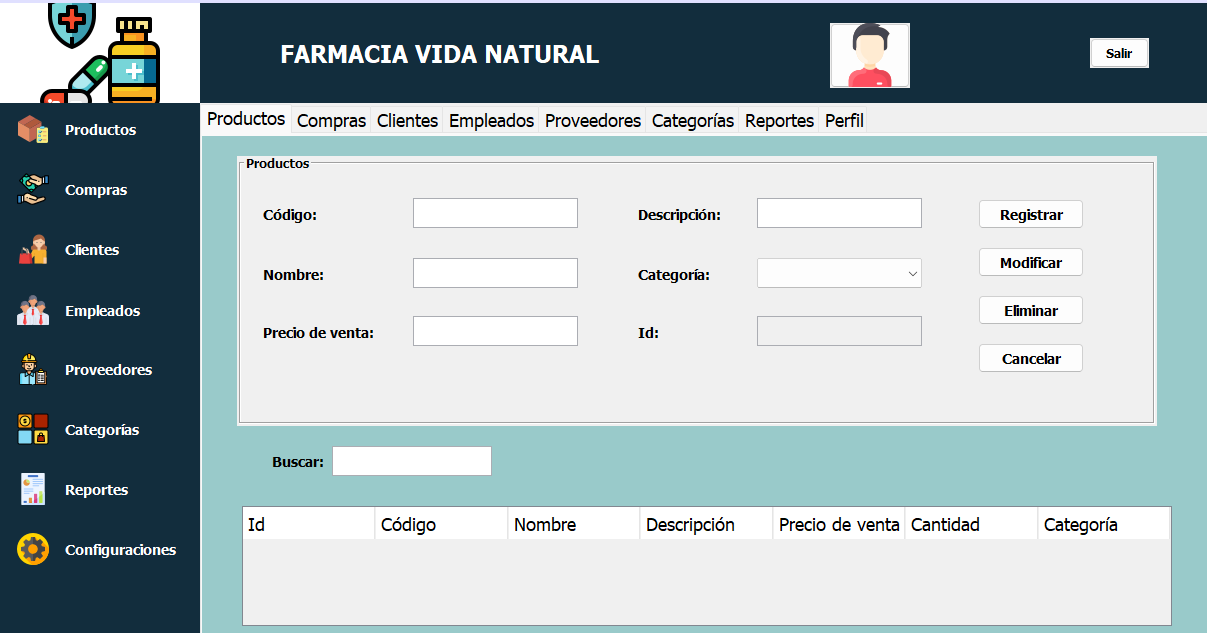 FARMACIA VIDA NATURAL
Salir
Productos
Compras
Clientes
Empleados
Proveedores
Categorías
Reportes
Configuraciones
Productos Compras Clientes Empleados Proveedores Categorías Reportes Perfil
Productos
Código: Descripción: Registrar
Modificar
Nombre: Categoría:
Eliminar
Precio de venta: Id:
Cancelar
Buscar:
Id Código Nombre Descripción Precio de venta Cantidad Categoría